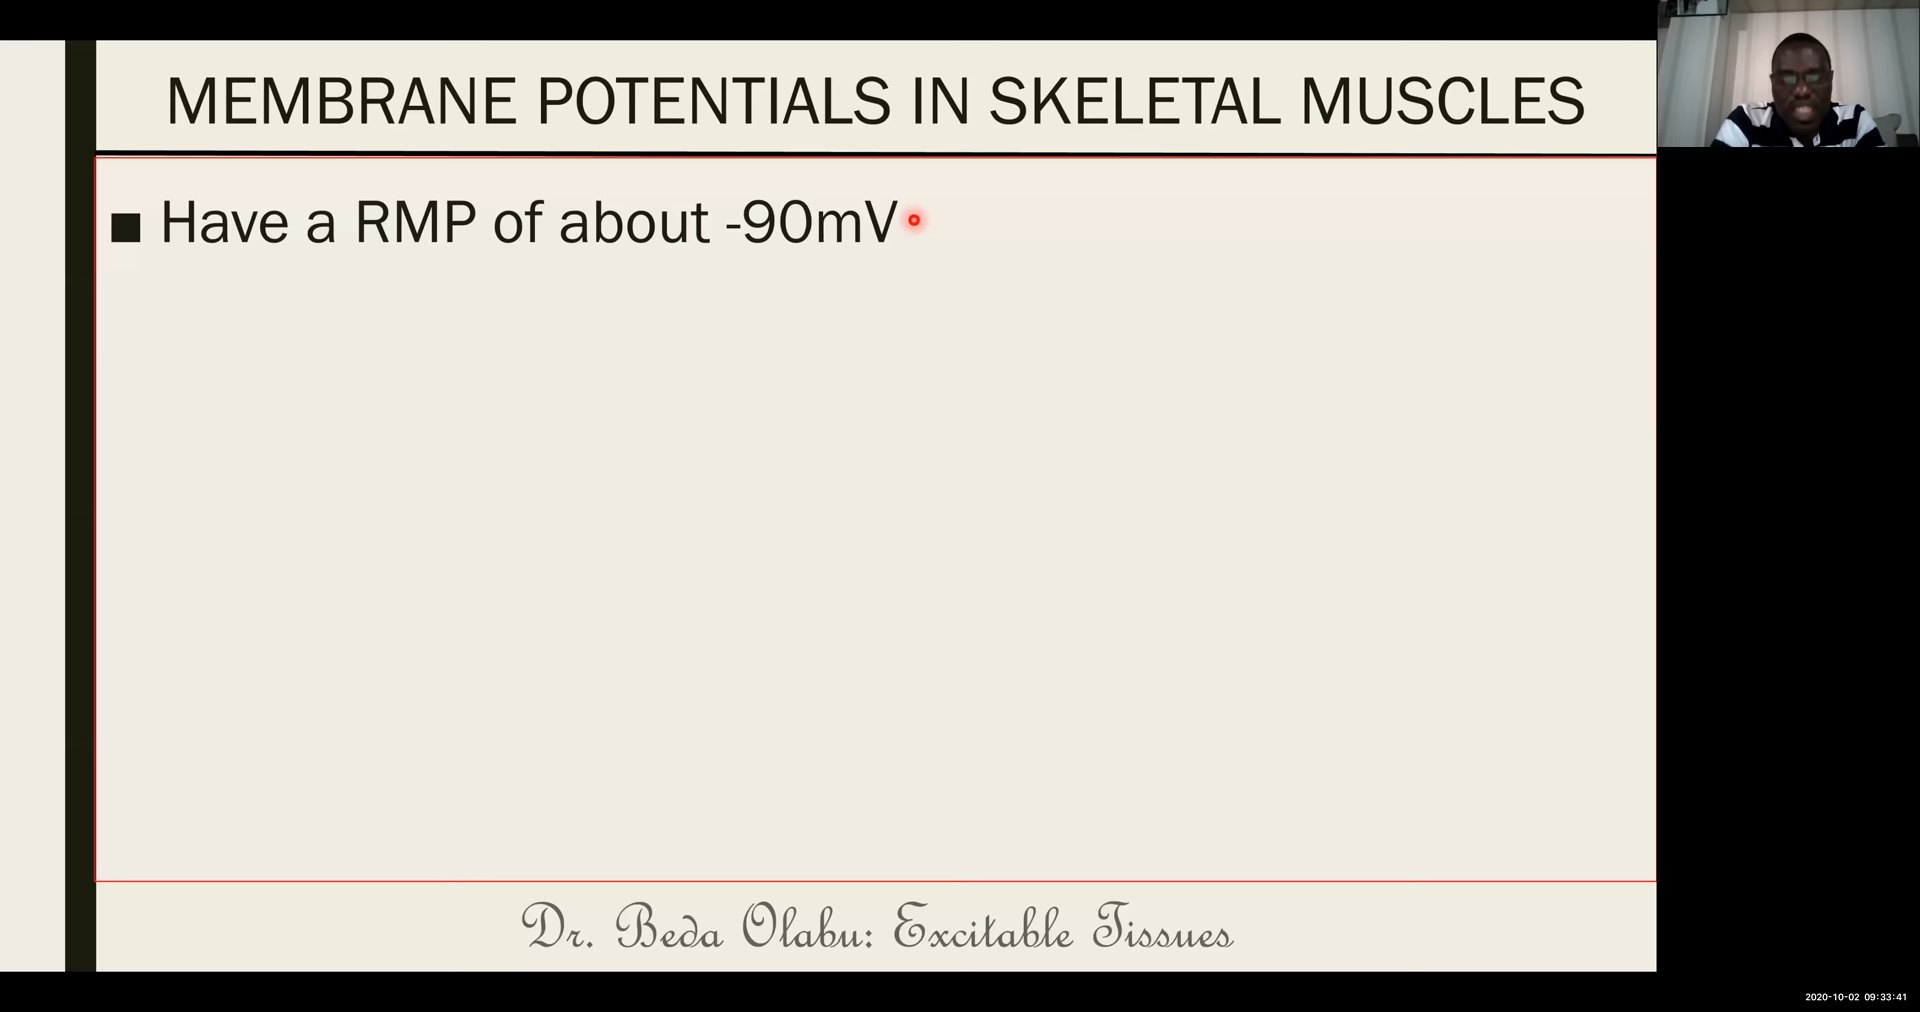 MEMBRANE POTENTIALS IN SKELETAL MUSCLES
■ Have a RMP of about -90mV
Dr. Beda Olabu: Excitable Tissues
2020-10-02 09:33:41